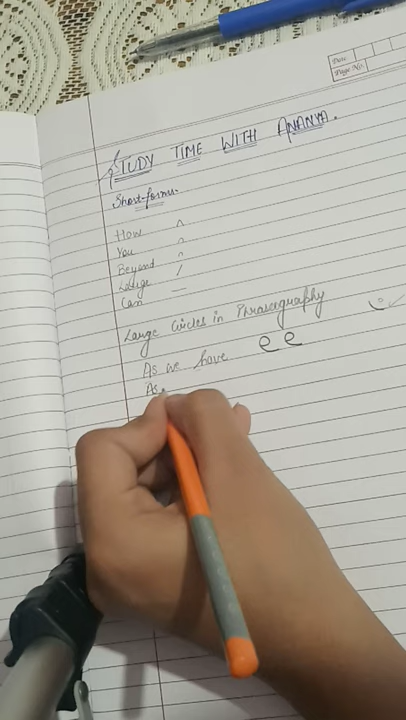 Date
Page No.
STUDY TIME WITH ANANYA.
Short-forms-
How
You
Beyond
Large
Can
Large Circles in Phraseography
As we have
As